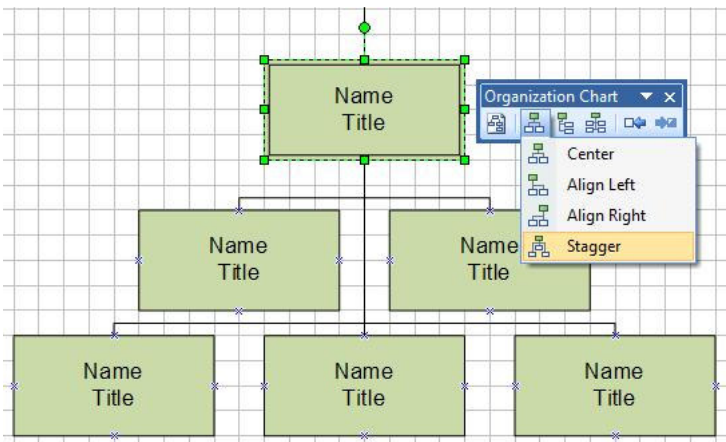 Name
Title
Organization Chart
Center
Align Left
Align Right
Stagger
Name
Title
Name
Title
Name
Title
Name
Title
Name
Title